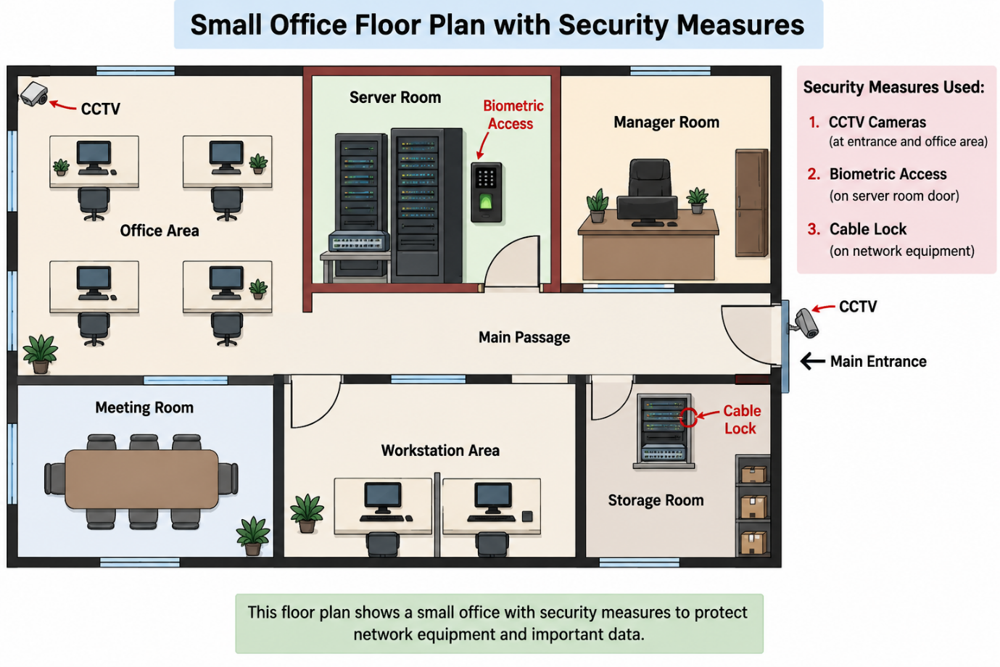 Small Office Floor Plan with Security Measures
CCTV
Server Room
Biometric
Access
Manager Room
Office Area
Security Measures Used:
1. CCTV Cameras
(at entrance and office area)
2. Biometric Access
(on server room door)
3. Cable Lock
(on network equipment)
CCTV
Main Passage
Main Entrance
Meeting Room
Cable
Lock
Workstation Area
Storage Room
This floor plan shows a small office with security measures to protect
network equipment and important data.